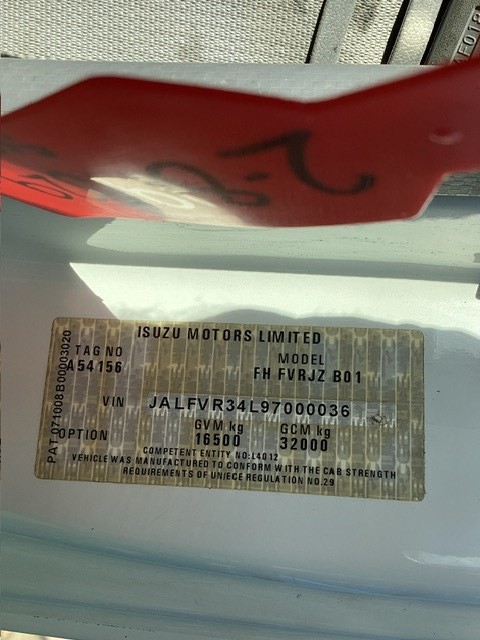 ISUZU MOTORS LIMITED
TAG NO
A54156
MODEL
FH FVRJZ B01
VIN JALFVR34L97000036
GVM kg
16500
GCM kg
32000
OPTION
COMPETENT ENTITY NO:L4012
VEHICLE WAS MANUFACTURED TO CONFORM WITH THE CAB STRENGTH
REQUIREMENTS OF UN/ECE REGULATION NO.29
PAT 071008B00003020